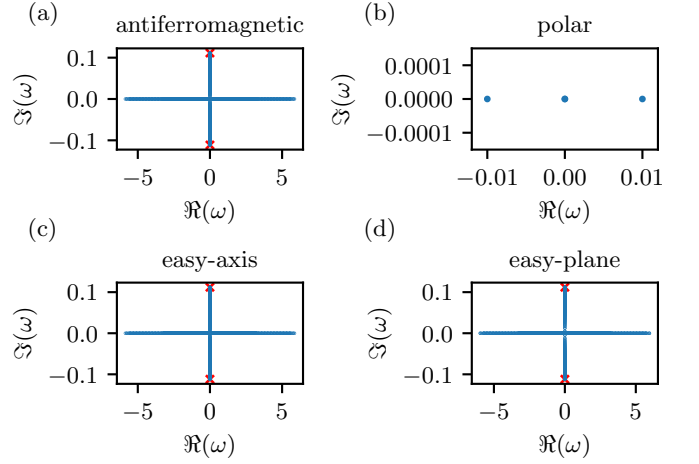 (a)
antiferromagnetic
0.1
0.0
−0.1
ℑ(ω)
−5 0 5
ℜ(ω)
(b)
polar
0.0001
0.0000
−0.0001
ℑ(ω)
−0.01 0.00 0.01
ℜ(ω)
(c)
easy-axis
0.1
0.0
−0.1
ℑ(ω)
−5 0 5
ℜ(ω)
(d)
easy-plane
0.1
0.0
−0.1
ℑ(ω)
−5 0 5
ℜ(ω)